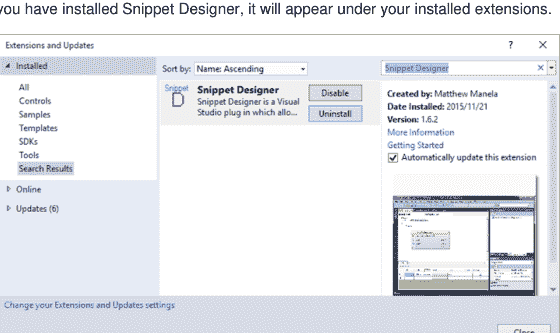 you have installed Snippet Designer, it will appear under your installed extensions.
Extensions and Updates
? ×
Installed
Sort by: Name: Ascending
Snippet Designer
All
Controls
Samples
Templates
SDKs
Tools
Search Results
Online
Updates (6)
Snippet
D
Snippet Designer
Snippet Designer is a Visual
Studio plug in which allo...
Disable
Uninstall
Created by: Matthew Manela
Date Installed: 2015/11/21
Version: 1.6.2
More Information
Getting Started
Automatically update this extension
Change your Extensions and Updates settings
Close